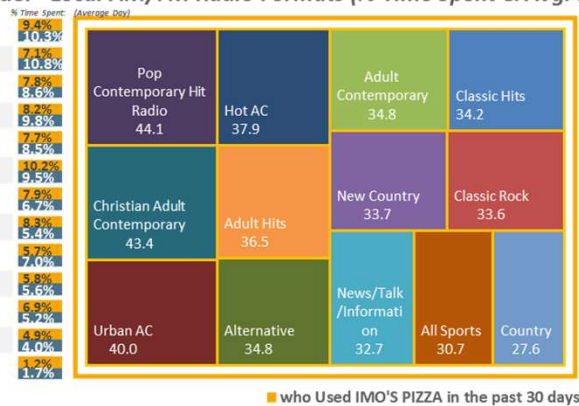 % Time Spent: (Average Day)
9.4%
10.3%
7.1%
10.8%
7.8%
8.6%
8.2%
9.8%
7.7%
8.5%
10.2%
9.5%
7.9%
6.7%
8.3%
5.4%
5.7%
7.0%
5.8%
5.6%
6.9%
5.2%
4.9%
4.0%
1.2%
1.7%
Pop
Contemporary Hit
Radio
44.1
Hot AC
37.9
Adult
Contemporary
34.8
Classic Hits
34.2
Christian Adult
Contemporary
43.4
Adult Hits
36.5
New Country
33.7
Classic Rock
33.6
Urban AC
40.0
Alternative
34.8
News/Talk
/Informati
on
32.7
All Sports
30.7
Country
27.6
who Used IMO'S PIZZA in the past 30 days